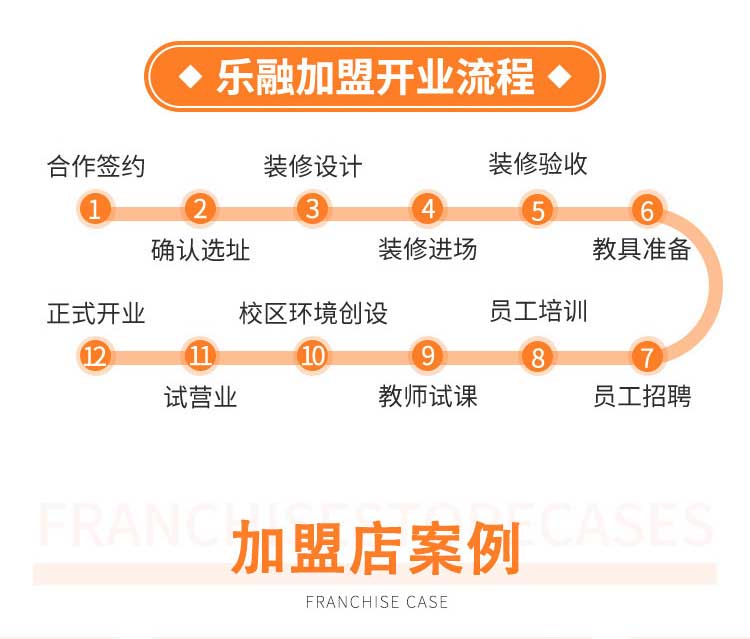 乐融加盟开业流程
合作签约
1
确认选址
2
装修设计
3
装修进场
4
装修验收
5
教具准备
6
员工招聘
7
员工培训
8
教师试课
9
校区环境创设
10
试营业
11
正式开业
12
FRANCHISESTORECASES
加盟店案例
FRANCHISE CASE